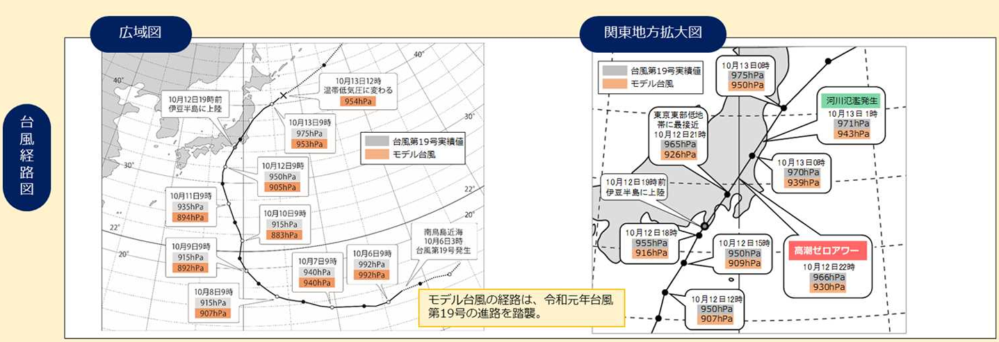 台風経路図
広域図
40°
40°
30°
30°
22°
22°
20°
20°
10月13日12時
温帯低気圧に変わる
954hPa
10月12日19時前
伊豆半島に上陸
10月13日9時
975hPa
953hPa
台風第19号実績値
モデル台風
10月12日9時
950hPa
905hPa
10月11日9時
935hPa
894hPa
10月10日9時
915hPa
883hPa
南鳥島近海
10月6日3時
台風第19号発生
10月9日9時
915hPa
892hPa
10月7日9時
940hPa
940hPa
10月6日9時
992hPa
992hPa
10月8日9時
915hPa
907hPa
モデル台風の経路は、令和元年台風
第19号の進路を踏襲。
関東地方拡大図
台風第19号実績値
モデル台風
10月13日0時
975hPa
950hPa
河川氾濫発生
10月13日1時
971hPa
943hPa
東京東部低地
帯に最接近
10月12日21時
965hPa
926hPa
10月13日0時
970hPa
939hPa
10月12日19時前
伊豆半島に上陸
10月12日18時
955hPa
916hPa
10月12日15時
950hPa
909hPa
高潮ゼロアワー
10月12日22時
966hPa
930hPa
10月12日12時
950hPa
907hPa